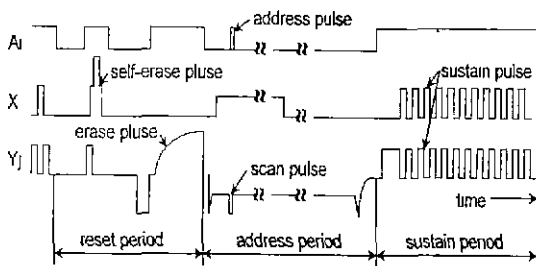 address pulse
Ai
self-erase pluse
sustain pulse
X
erase pluse
Yj
scan pulse
time
reset period
address period
sustain period